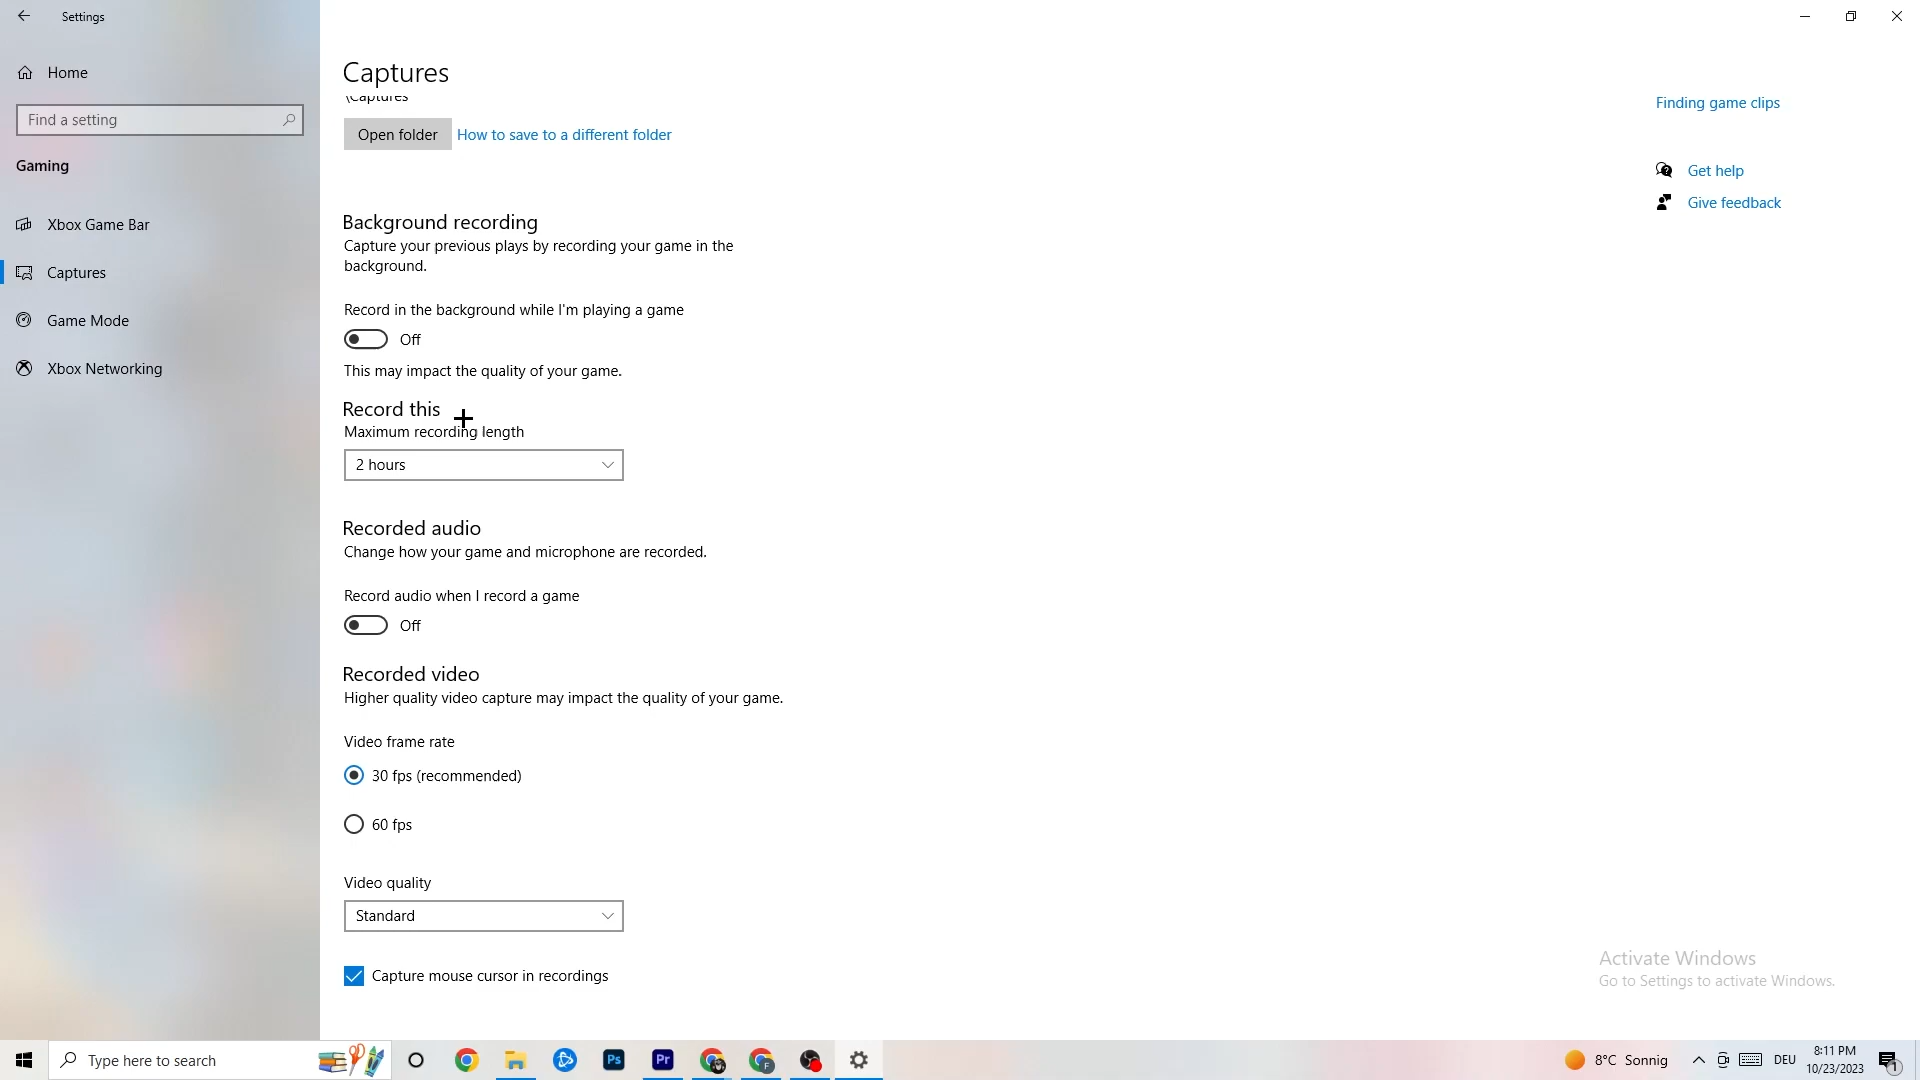 Settings
Home
Find a setting
Gaming
Xbox Game Bar
Captures
Game Mode
Xbox Networking
Captures
\Captures
Open folder
How to save to a different folder
Background recording
Capture your previous plays by recording your game in the
background.
Record in the background while I'm playing a game
Off
This may impact the quality of your game.
Record this
Maximum recording length
2 hours
Recorded audio
Change how your game and microphone are recorded.
Record audio when I record a game
Off
Recorded video
Higher quality video capture may impact the quality of your game.
Video frame rate
30 fps (recommended)
60 fps
Video quality
Standard
Capture mouse cursor in recordings
Finding game clips
Get help
Give feedback
Activate Windows
Go to Settings to activate Windows.
Type here to search
Ps
Pr
F
8°C Sonnig
DEU
8:11 PM
10/23/2023
1